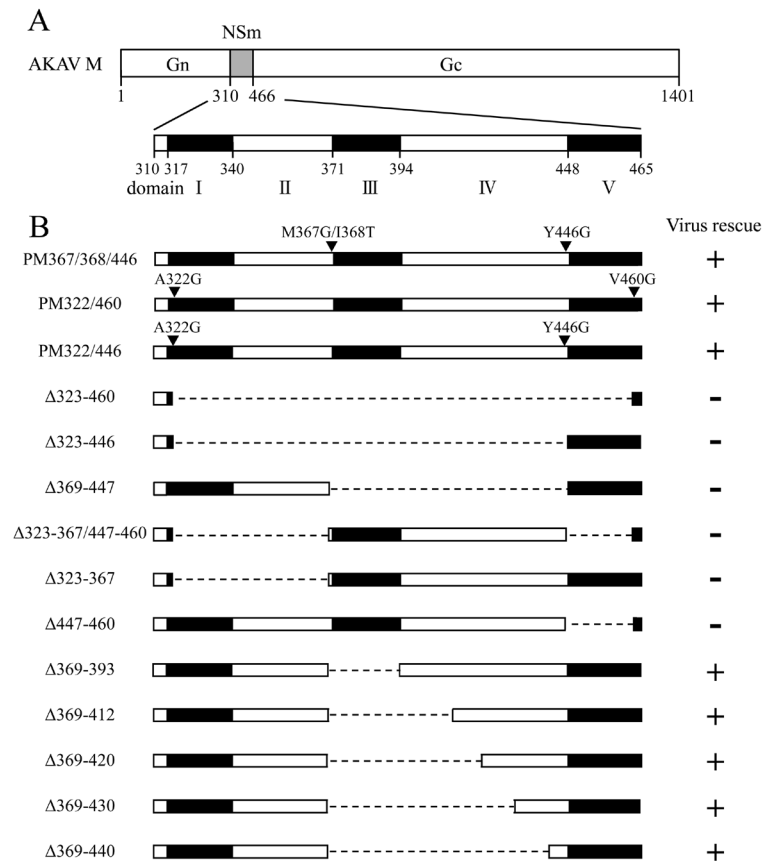 A
NSm
AKAV M Gn Gc
1 310 466 1401
310 317 340 371 394 448 465
domain I II III IV V
B
Virus rescue
M367G/I368T Y446G
PM367/368/446 +
A322G V460G
PM322/460 +
A322G Y446G
PM322/446 +
Δ323-460 -
Δ323-446 -
Δ369-447 -
Δ323-367/447-460 -
Δ323-367 -
Δ447-460 -
Δ369-393 +
Δ369-412 +
Δ369-420 +
Δ369-430 +
Δ369-440 +